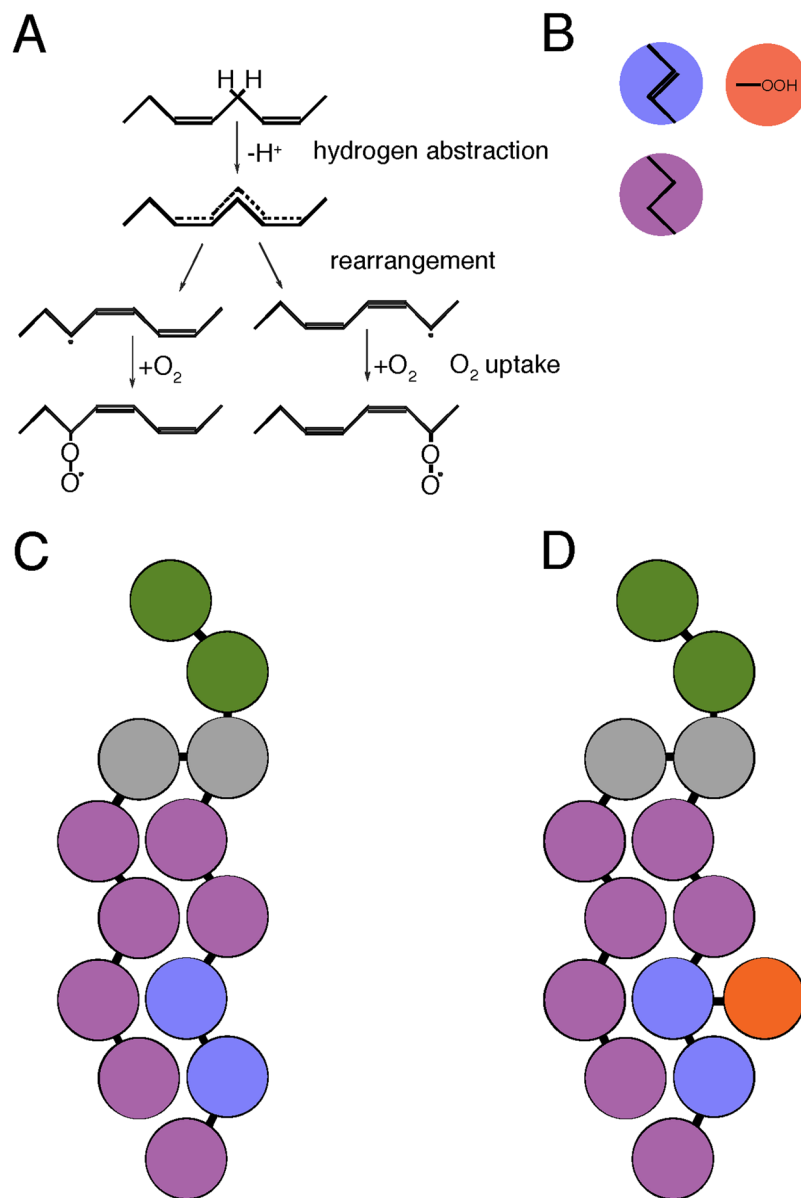 A
B
H H
-OOH
-H⁺ hydrogen abstraction
rearrangement
+O₂ +O₂ O₂ uptake
O O
O• O•
C D